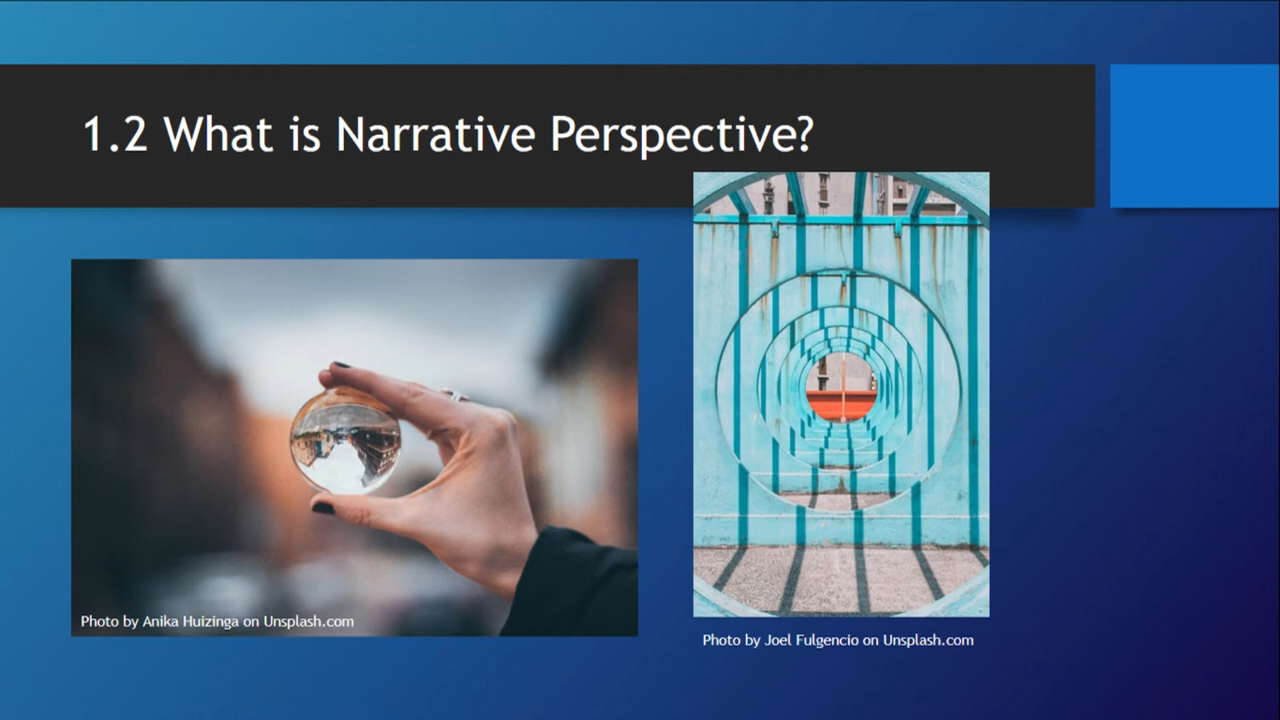 1.2 What is Narrative Perspective?
Photo by Anika Huizinga on Unsplash.com
Photo by Joel Fulgencio on Unsplash.com